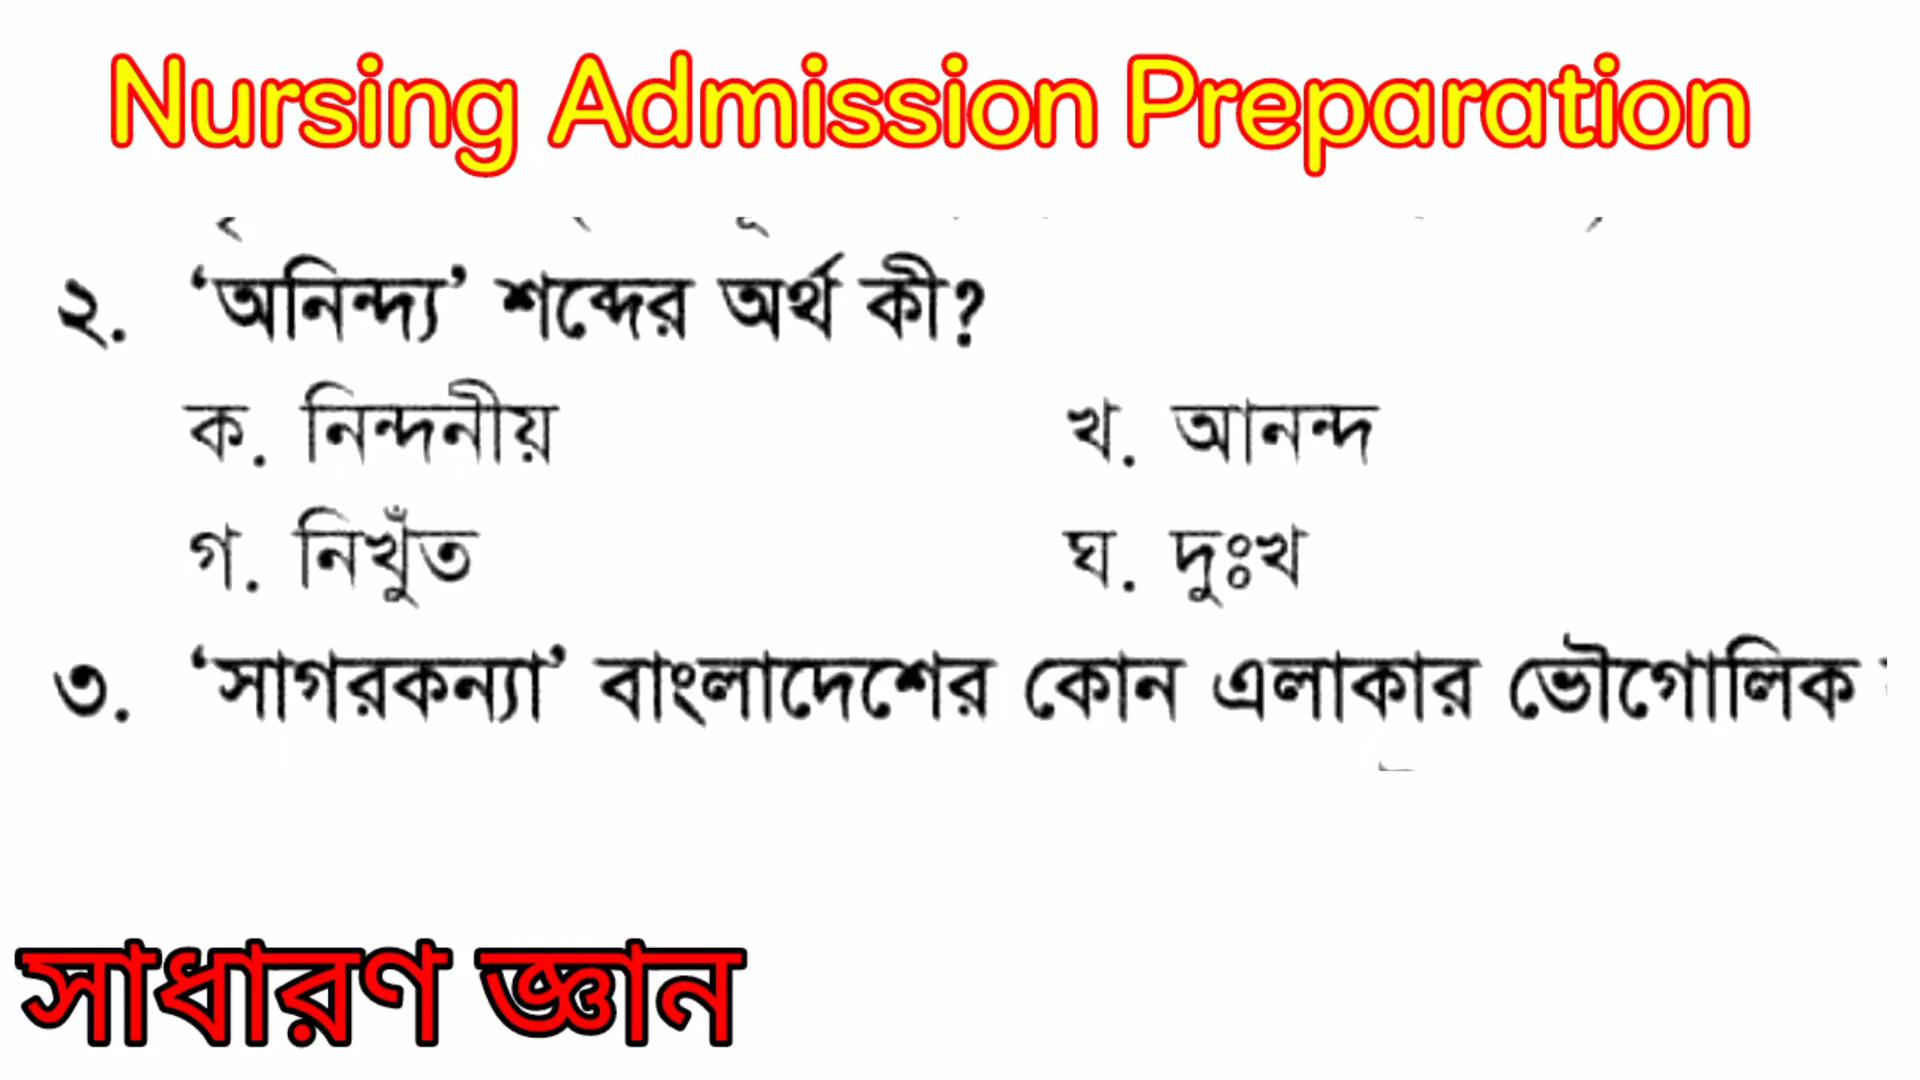 Nursing Admission Preparation
২. ‘অনিন্দ্য’ শব্দের অর্থ কী?
ক. নিন্দনীয় খ. আনন্দ
গ. নিখুঁত ঘ. দুঃখ
৩. ‘সাগরকন্যা’ বাংলাদেশের কোন এলাকার ভৌগোলিক
সাধারণ জ্ঞান